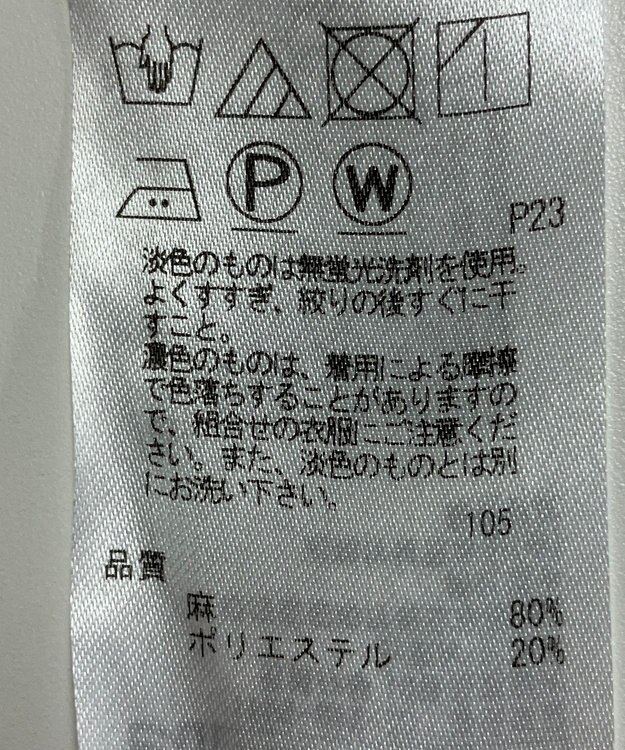 P
W
P23
淡色のものは無蛍光洗剤を使用。
よくすすぎ、絞りの後すぐに干
すこと。
濃色のものは、着用による摩擦
で色落ちすることがありますの
で、組合せの衣服にご注意くだ
さい。また、淡色のものとは別
にお洗い下さい。
105
品質
麻 80%
ポリエステル 20%